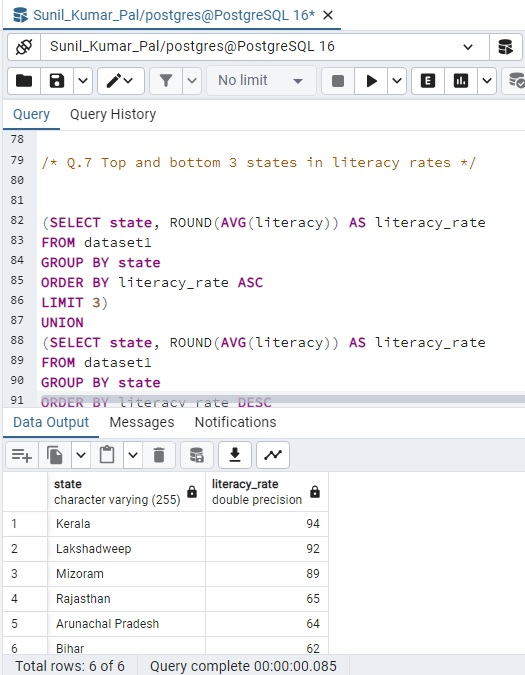 Sunil_Kumar_Pal/postgres@PostgreSQL 16*
Sunil_Kumar_Pal/postgres@PostgreSQL 16
No limit
E
Query Query History
78
79 /* Q.7 Top and bottom 3 states in literacy rates */
80
81
82 (SELECT state, ROUND(AVG(literacy)) AS literacy_rate
83 FROM dataset1
84 GROUP BY state
85 ORDER BY literacy_rate ASC
86 LIMIT 3)
87 UNION
88 (SELECT state, ROUND(AVG(literacy)) AS literacy_rate
89 FROM dataset1
90 GROUP BY state
91 ORDER BY literacy_rate DESC
Data Output Messages Notifications
state literacy_rate
character varying (255) double precision
1 Kerala 94
2 Lakshadweep 92
3 Mizoram 89
4 Rajasthan 65
5 Arunachal Pradesh 64
6 Bihar 62
Total rows: 6 of 6 Query complete 00:00:00.085